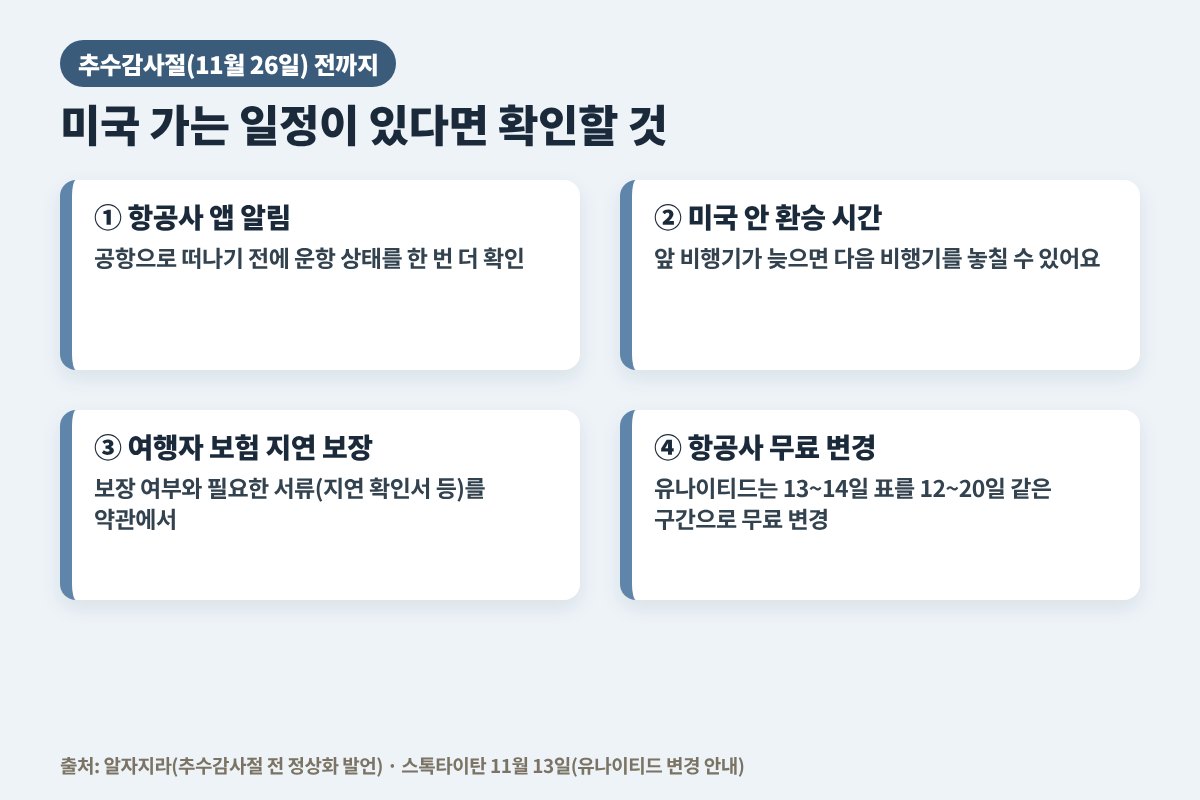 추수감사절(11월 26일) 전까지
미국 가는 일정이 있다면 확인할 것
① 항공사 앱 알림
공항으로 떠나기 전에 운항 상태를 한 번 더 확인
② 미국 안 환승 시간
앞 비행기가 늦으면 다음 비행기를 놓칠 수 있어요
③ 여행자 보험 지연 보장
보장 여부와 필요한 서류(지연 확인서 등)를
약관에서
④ 항공사 무료 변경
유나이티드는 13~14일 표를 12~20일 같은
구간으로 무료 변경
출처: 알자지라(추수감사절 전 정상화 발언) · 스톡타이탄 11월 13일(유나이티드 변경 안내)